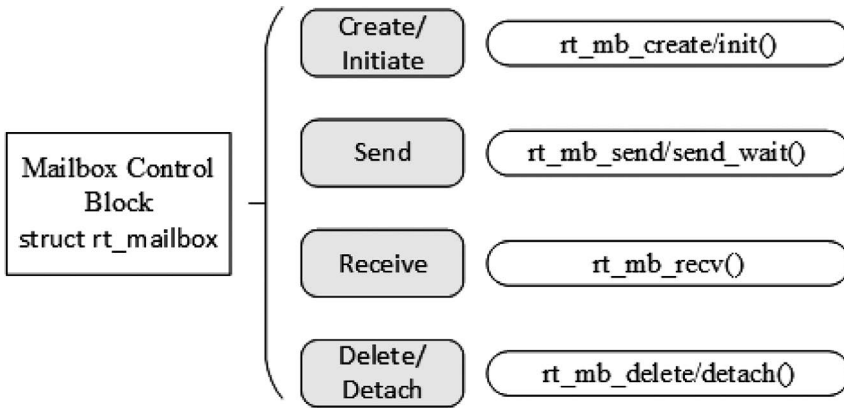 Mailbox Control
Block
struct rt_mailbox
Create/
Initiate
rt_mb_create/init()
Send
rt_mb_send/send_wait()
Receive
rt_mb_recv()
Delete/
Detach
rt_mb_delete/detach()